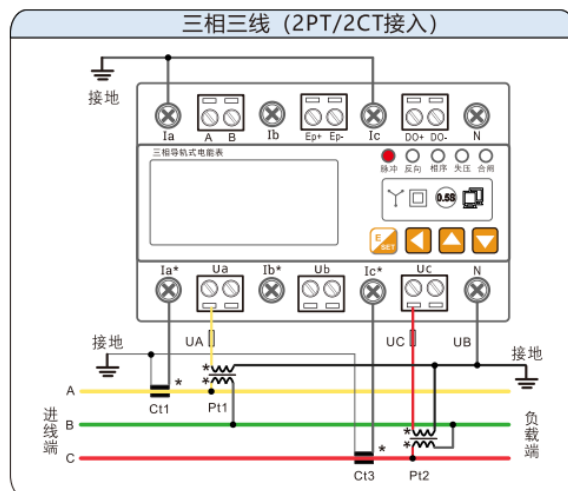 三相三线（2PT/2CT接入）
接地
Ia A B Ib Ep+ Ep- Ic DO+ DO- N
三相导轨式电能表
脉冲 反向 相序 失压 合闸
0.5S
E
SET
Ia* Ua Ib* Ub Ic* Uc N
接地 UA UC UB 接地
* * * *
A
Ct1 Pt1
进线端 B 负载端
* * *
C
Ct3 Pt2